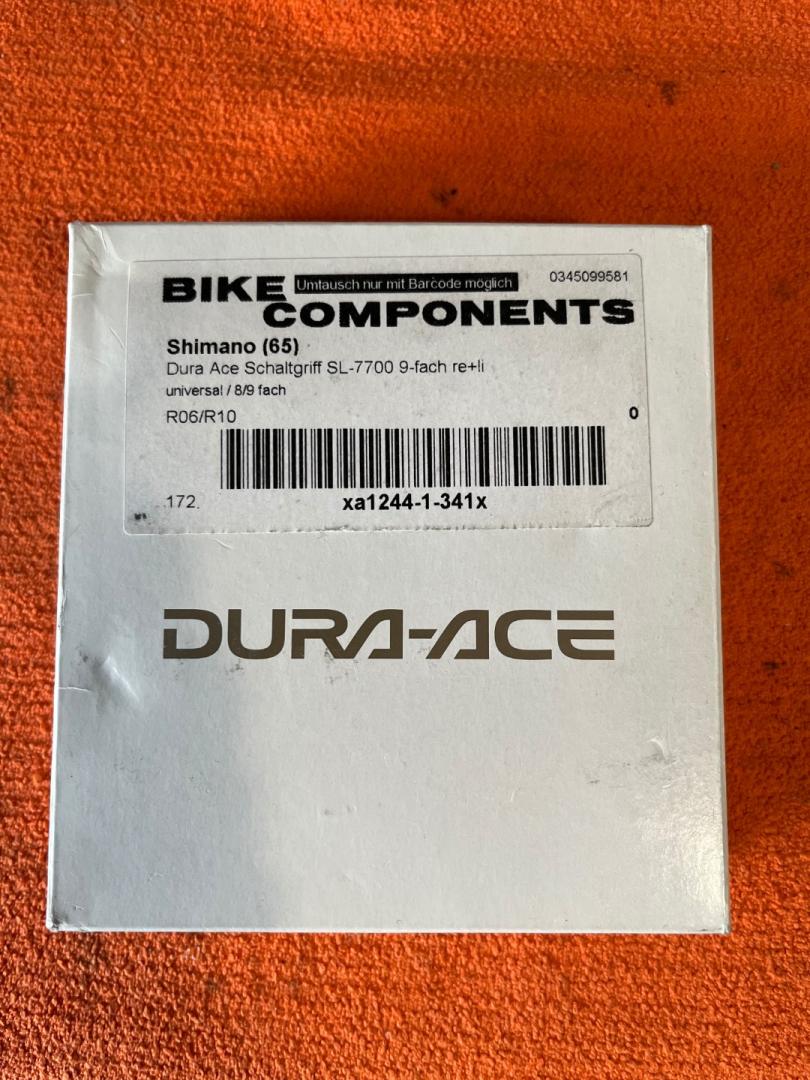 BIKE Umtausch nur mit Barcode möglich 0345099581
COMPONENTS
Shimano (65)
Dura Ace Schaltgriff SL-7700 9-fach re+li
universal / 8/9 fach
R06/R10 0
172.
xa1244-1-341x
DURA-ACE